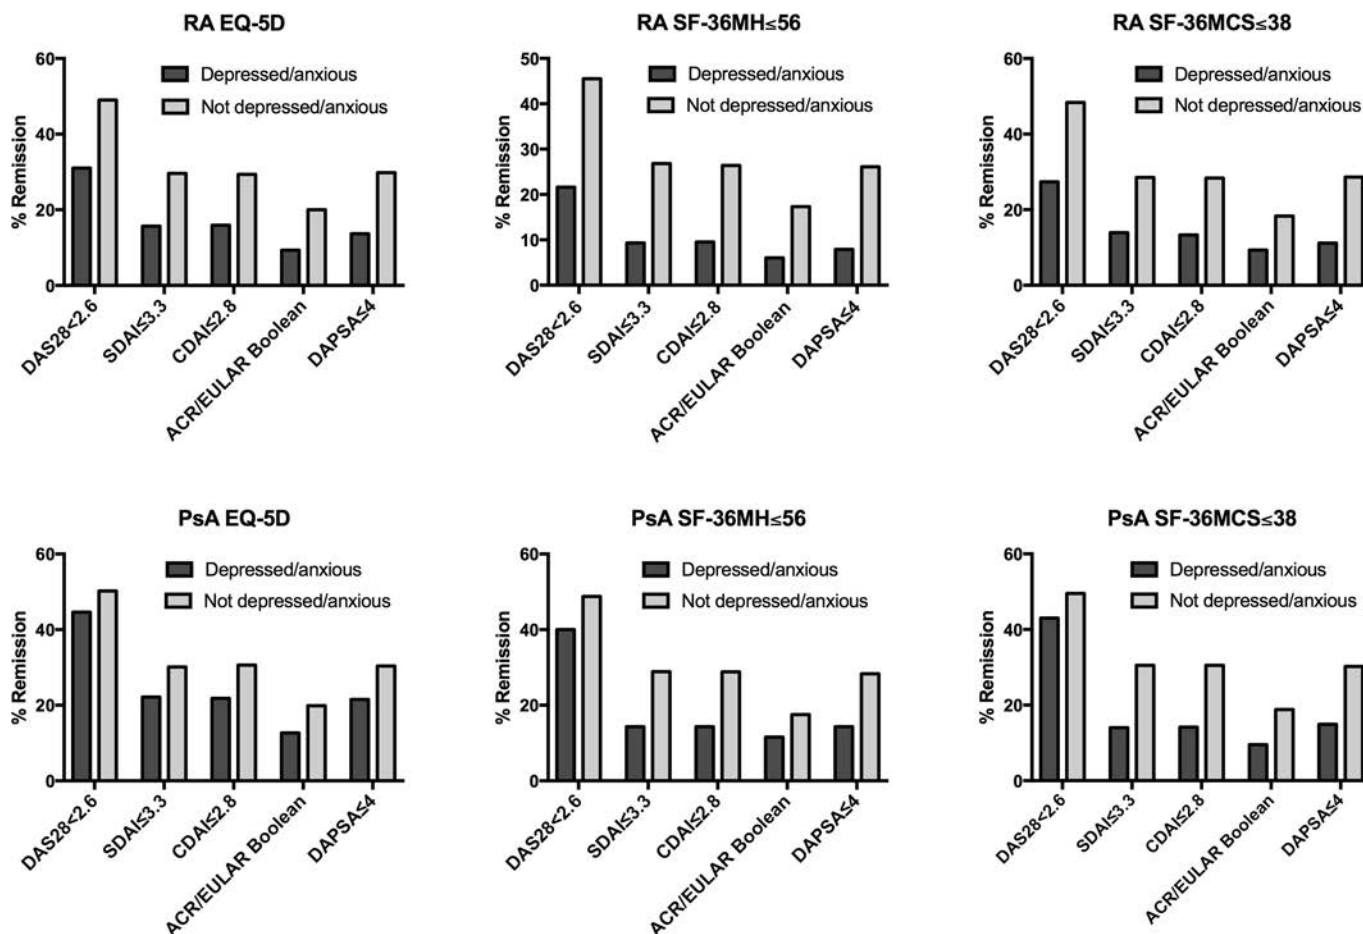 RA EQ-5D
% Remission
60
40
20
0
Depressed/anxious
Not depressed/anxious
DAS28<2.6
SDAI≤3.3
CDAI≤2.8
ACR/EULAR Boolean
DAPSA≤4
RA SF-36MH≤56
% Remission
50
40
30
20
10
0
Depressed/anxious
Not depressed/anxious
DAS28<2.6
SDAI≤3.3
CDAI≤2.8
ACR/EULAR Boolean
DAPSA≤4
RA SF-36MCS≤38
% Remission
60
40
20
0
Depressed/anxious
Not depressed/anxious
DAS28<2.6
SDAI≤3.3
CDAI≤2.8
ACR/EULAR Boolean
DAPSA≤4
PsA EQ-5D
% Remission
60
40
20
0
Depressed/anxious
Not depressed/anxious
DAS28<2.6
SDAI≤3.3
CDAI≤2.8
ACR/EULAR Boolean
DAPSA≤4
PsA SF-36MH≤56
% Remission
60
40
20
0
Depressed/anxious
Not depressed/anxious
DAS28<2.6
SDAI≤3.3
CDAI≤2.8
ACR/EULAR Boolean
DAPSA≤4
PsA SF-36MCS≤38
% Remission
60
40
20
0
Depressed/anxious
Not depressed/anxious
DAS28<2.6
SDAI≤3.3
CDAI≤2.8
ACR/EULAR Boolean
DAPSA≤4